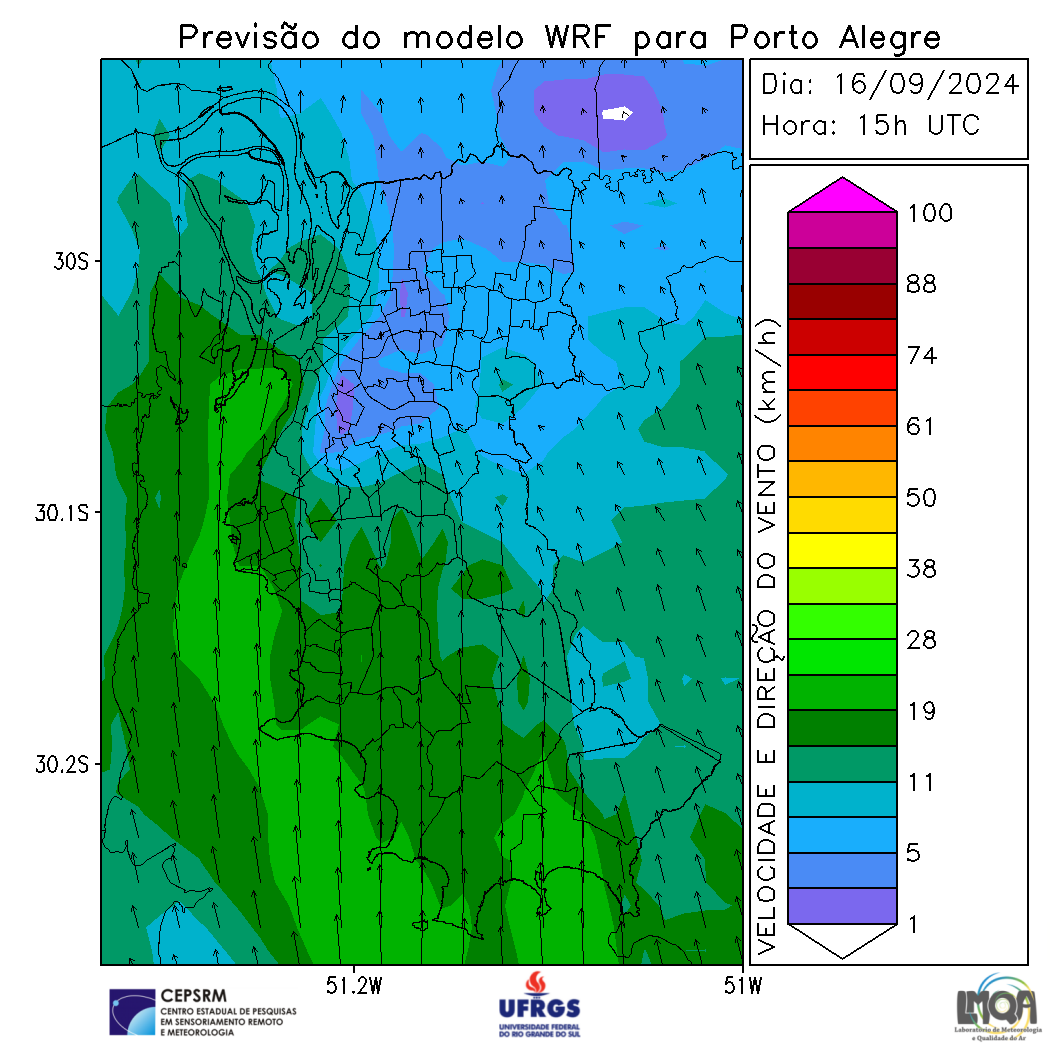 Previsão do modelo WRF para Porto Alegre
Dia: 16/09/2024
Hora: 15h UTC
30S
30.1S
30.2S
51.2W
51W
VELOCIDADE E DIREÇÃO DO VENTO (km/h)
100
88
74
61
50
38
28
19
11
5
1
CEPSRM
CENTRO ESTADUAL DE PESQUISAS
EM SENSORIAMENTO REMOTO
E METEOROLOGIA
UFRGS
UNIVERSIDADE FEDERAL
DO RIO GRANDE DO SUL
LMQA
Laboratório de Meteorologia
e Qualidade do Ar